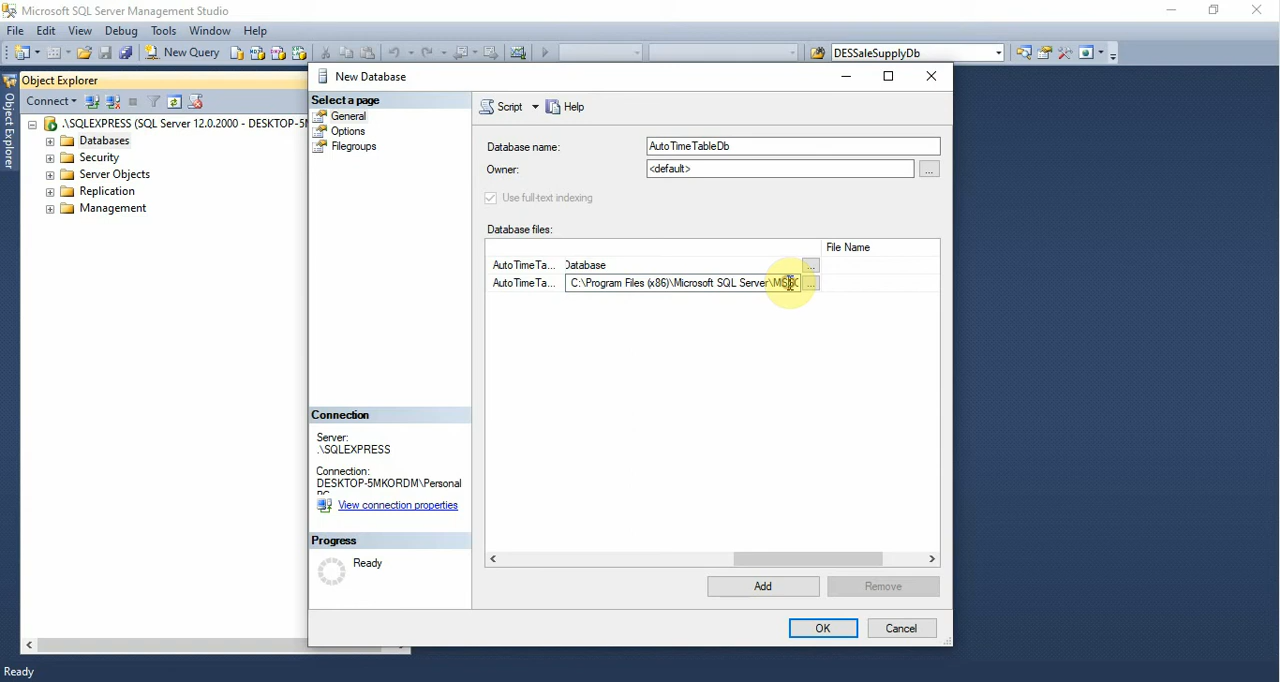 Microsoft SQL Server Management Studio
File Edit View Debug Tools Window Help
New Query
DESSaleSupplyDb
Object Explorer
Object Explorer
Connect
.\SQLEXPRESS (SQL Server 12.0.2000 - DESKTOP-5M
Databases
Security
Server Objects
Replication
Management
New Database
Select a page
General
Options
Filegroups
Script Help
Database name: AutoTimeTableDb
Owner: <default> ...
Use full-text indexing
Database files:
File Name
AutoTimeTa... Database ...
AutoTimeTa... C:\Program Files (x86)\Microsoft SQL Server\ ...
Connection
Server:
.\SQLEXPRESS
Connection:
DESKTOP-5MKORDM\Personal
View connection properties
Progress
Ready
Add Remove
OK Cancel
Ready